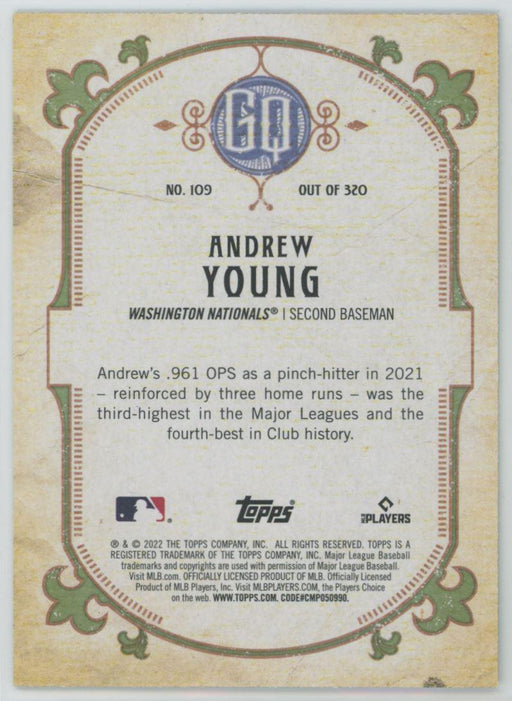 GQ
NO. 109 OUT OF 320
ANDREW
YOUNG
WASHINGTON NATIONALS® | SECOND BASEMAN
Andrew's .961 OPS as a pinch-hitter in 2021
– reinforced by three home runs – was the
third-highest in the Major Leagues and the
fourth-best in Club history.
Topps MLB PLAYERS
® & © 2022 THE TOPPS COMPANY, INC. ALL RIGHTS RESERVED. TOPPS IS A
REGISTERED TRADEMARK OF THE TOPPS COMPANY, INC. Major League Baseball
trademarks and copyrights are used with permission of Major League Baseball.
Visit MLB.com. OFFICIALLY LICENSED PRODUCT OF MLB. Officially Licensed
Product of MLB Players, Inc. Visit MLBPLAYERS.COM, the Players Choice
on the web. WWW.TOPPS.COM. CODE#CMP050990.